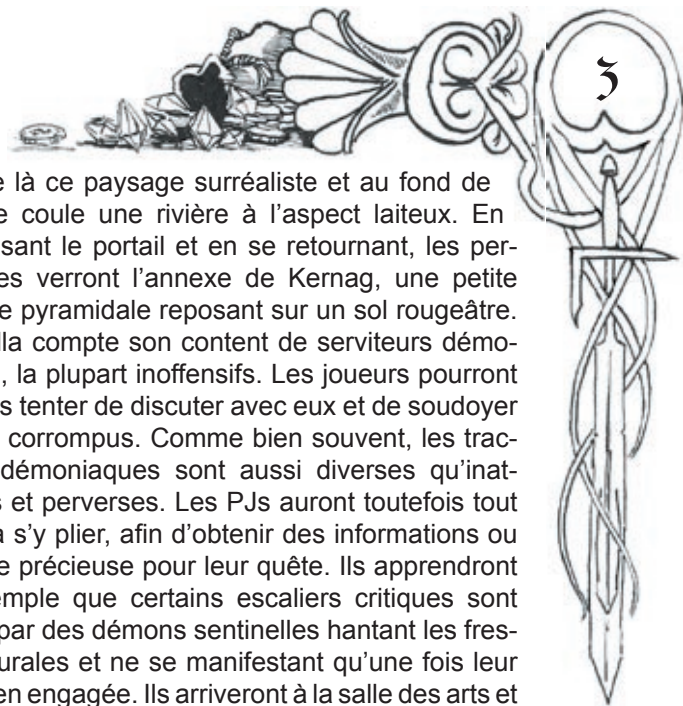 3
e là ce paysage surréaliste et au fond de
e coule une rivière à l’aspect laiteux. En
sant le portail et en se retournant, les per-
es verront l’annexe de Kernag, une petite
e pyramidale reposant sur un sol rougeâtre.
lla compte son content de serviteurs démo-
, la plupart inoffensifs. Les joueurs pourront
s tenter de discuter avec eux et de soudoyer
corrompus. Comme bien souvent, les trac-
démoniaques sont aussi diverses qu’inat-
s et perverses. Les PJs auront toutefois tout
à s’y plier, afin d’obtenir des informations ou
e précieuse pour leur quête. Ils apprendront
emple que certains escaliers critiques sont
par des démons sentinelles hantant les fres-
urales et ne se manifestant qu’une fois leur
en engagée. Ils arriveront à la salle des arts et